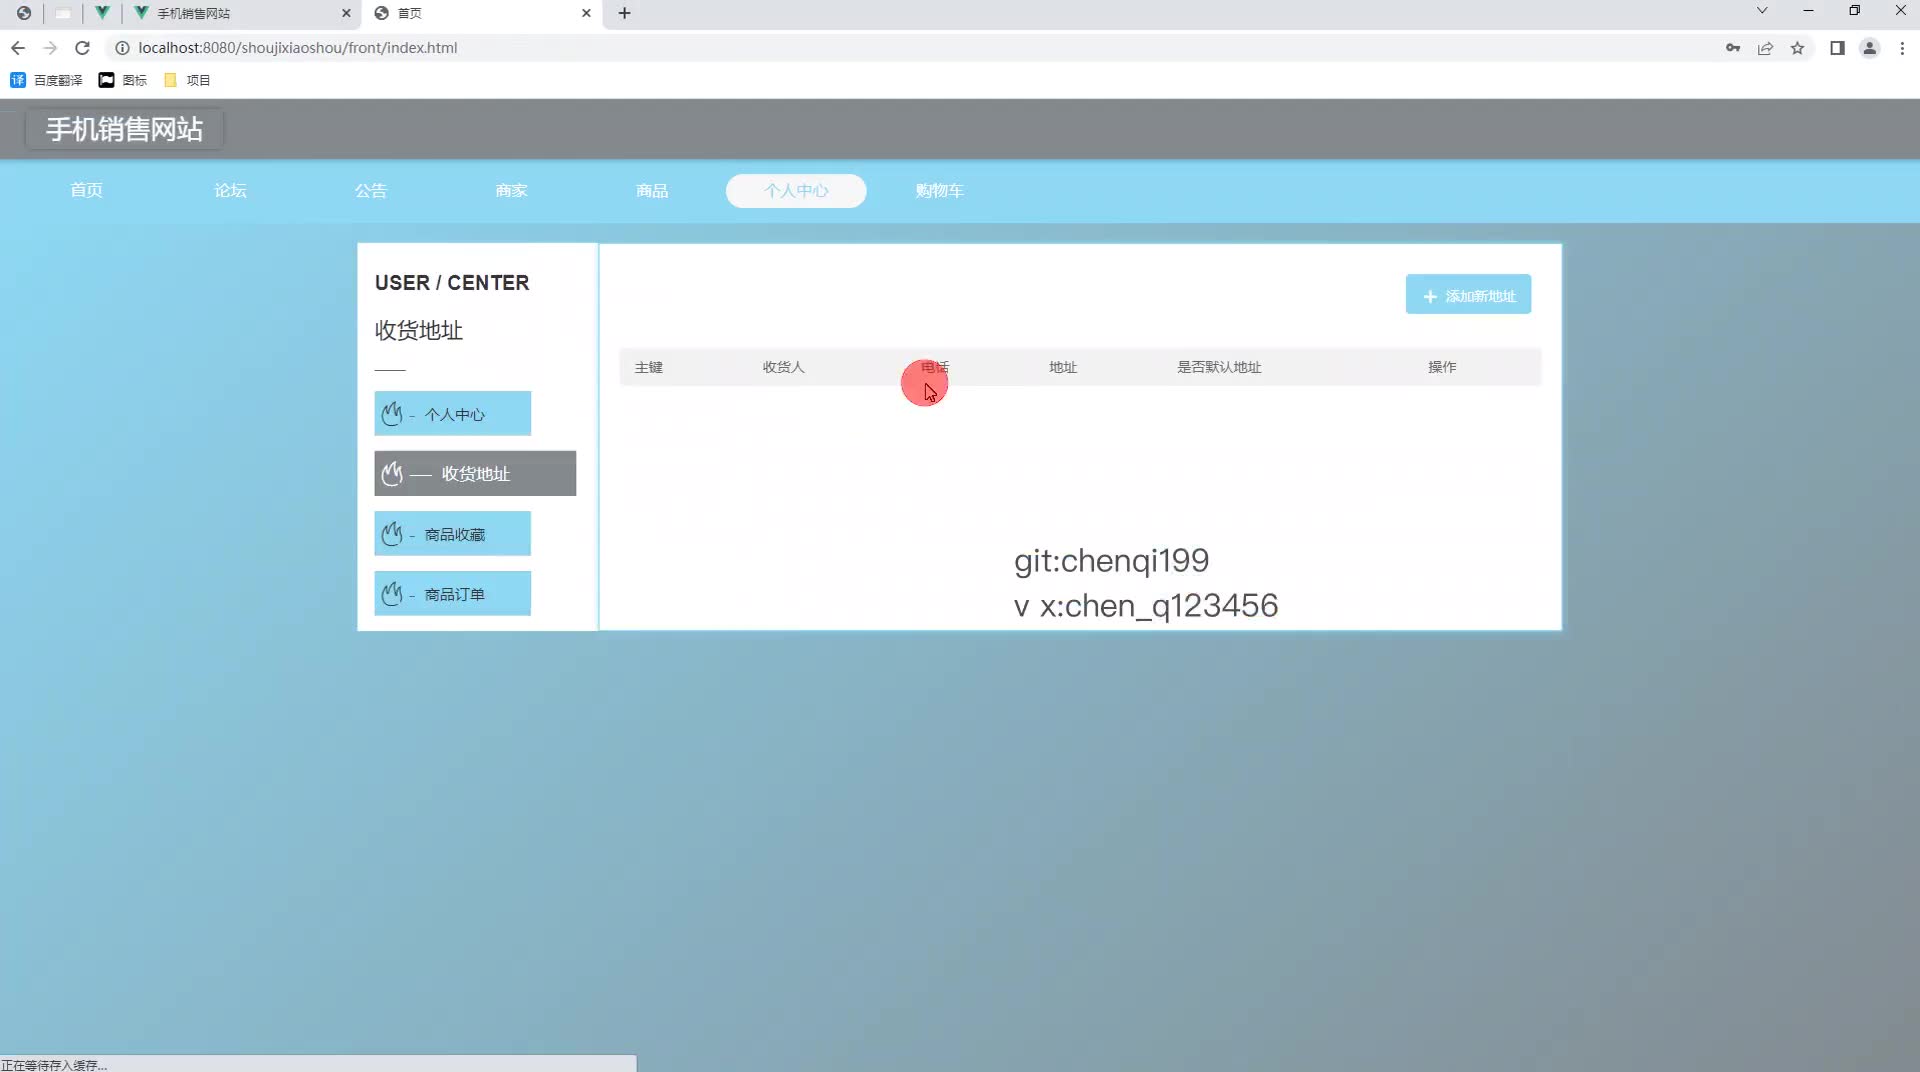 手机销售网站
首页
localhost:8080/shoujixiaoshou/front/index.html
百度翻译
图标
项目
手机销售网站
首页
论坛
公告
商家
商品
个人中心
购物车
USER / CENTER
收货地址
- 个人中心
— 收货地址
- 商品收藏
- 商品订单
+ 添加新地址
主键 收货人 电话 地址 是否默认地址 操作
git:chenqi199
v x:chen_q123456
正在等待存入缓存...